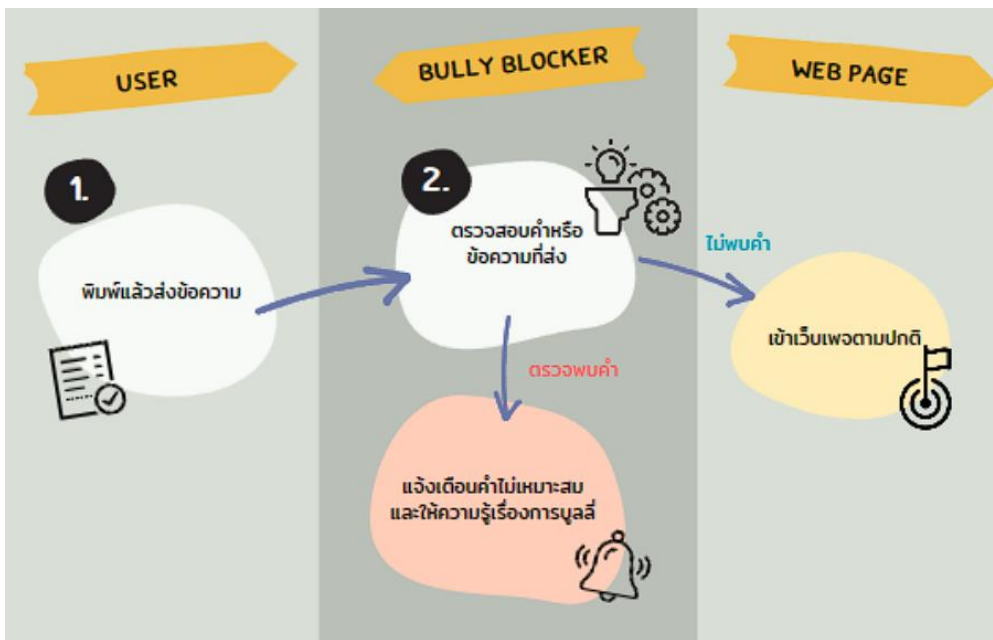 USER
BULLY BLOCKER
WEB PAGE
1.
พิมพ์แล้วส่งข้อความ
2.
ตรวจสอบคำหรือ
ข้อความที่ส่ง
ไม่พบคำ
เข้าเว็บเพจตามปกติ
ตรวจพบคำ
แจ้งเตือนคำไม่เหมาะสม
และให้ความรู้เรื่องการบูลลี่